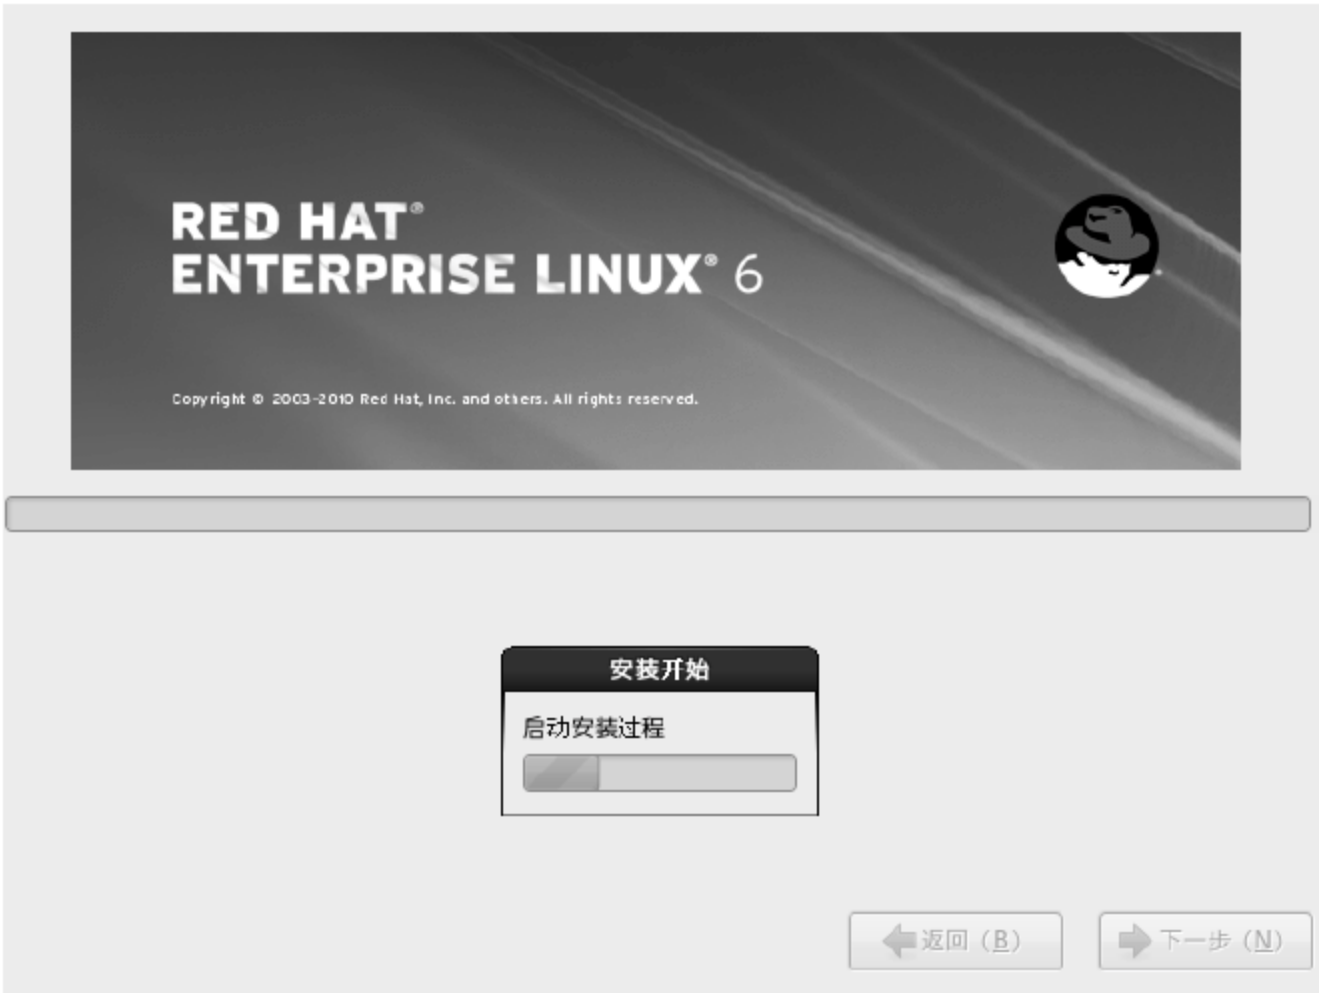 RED HAT®
ENTERPRISE LINUX® 6
Copyright © 2003-2010 Red Hat, Inc. and others. All rights reserved.
安装开始
启动安装过程
返回（B） 下一步（N）